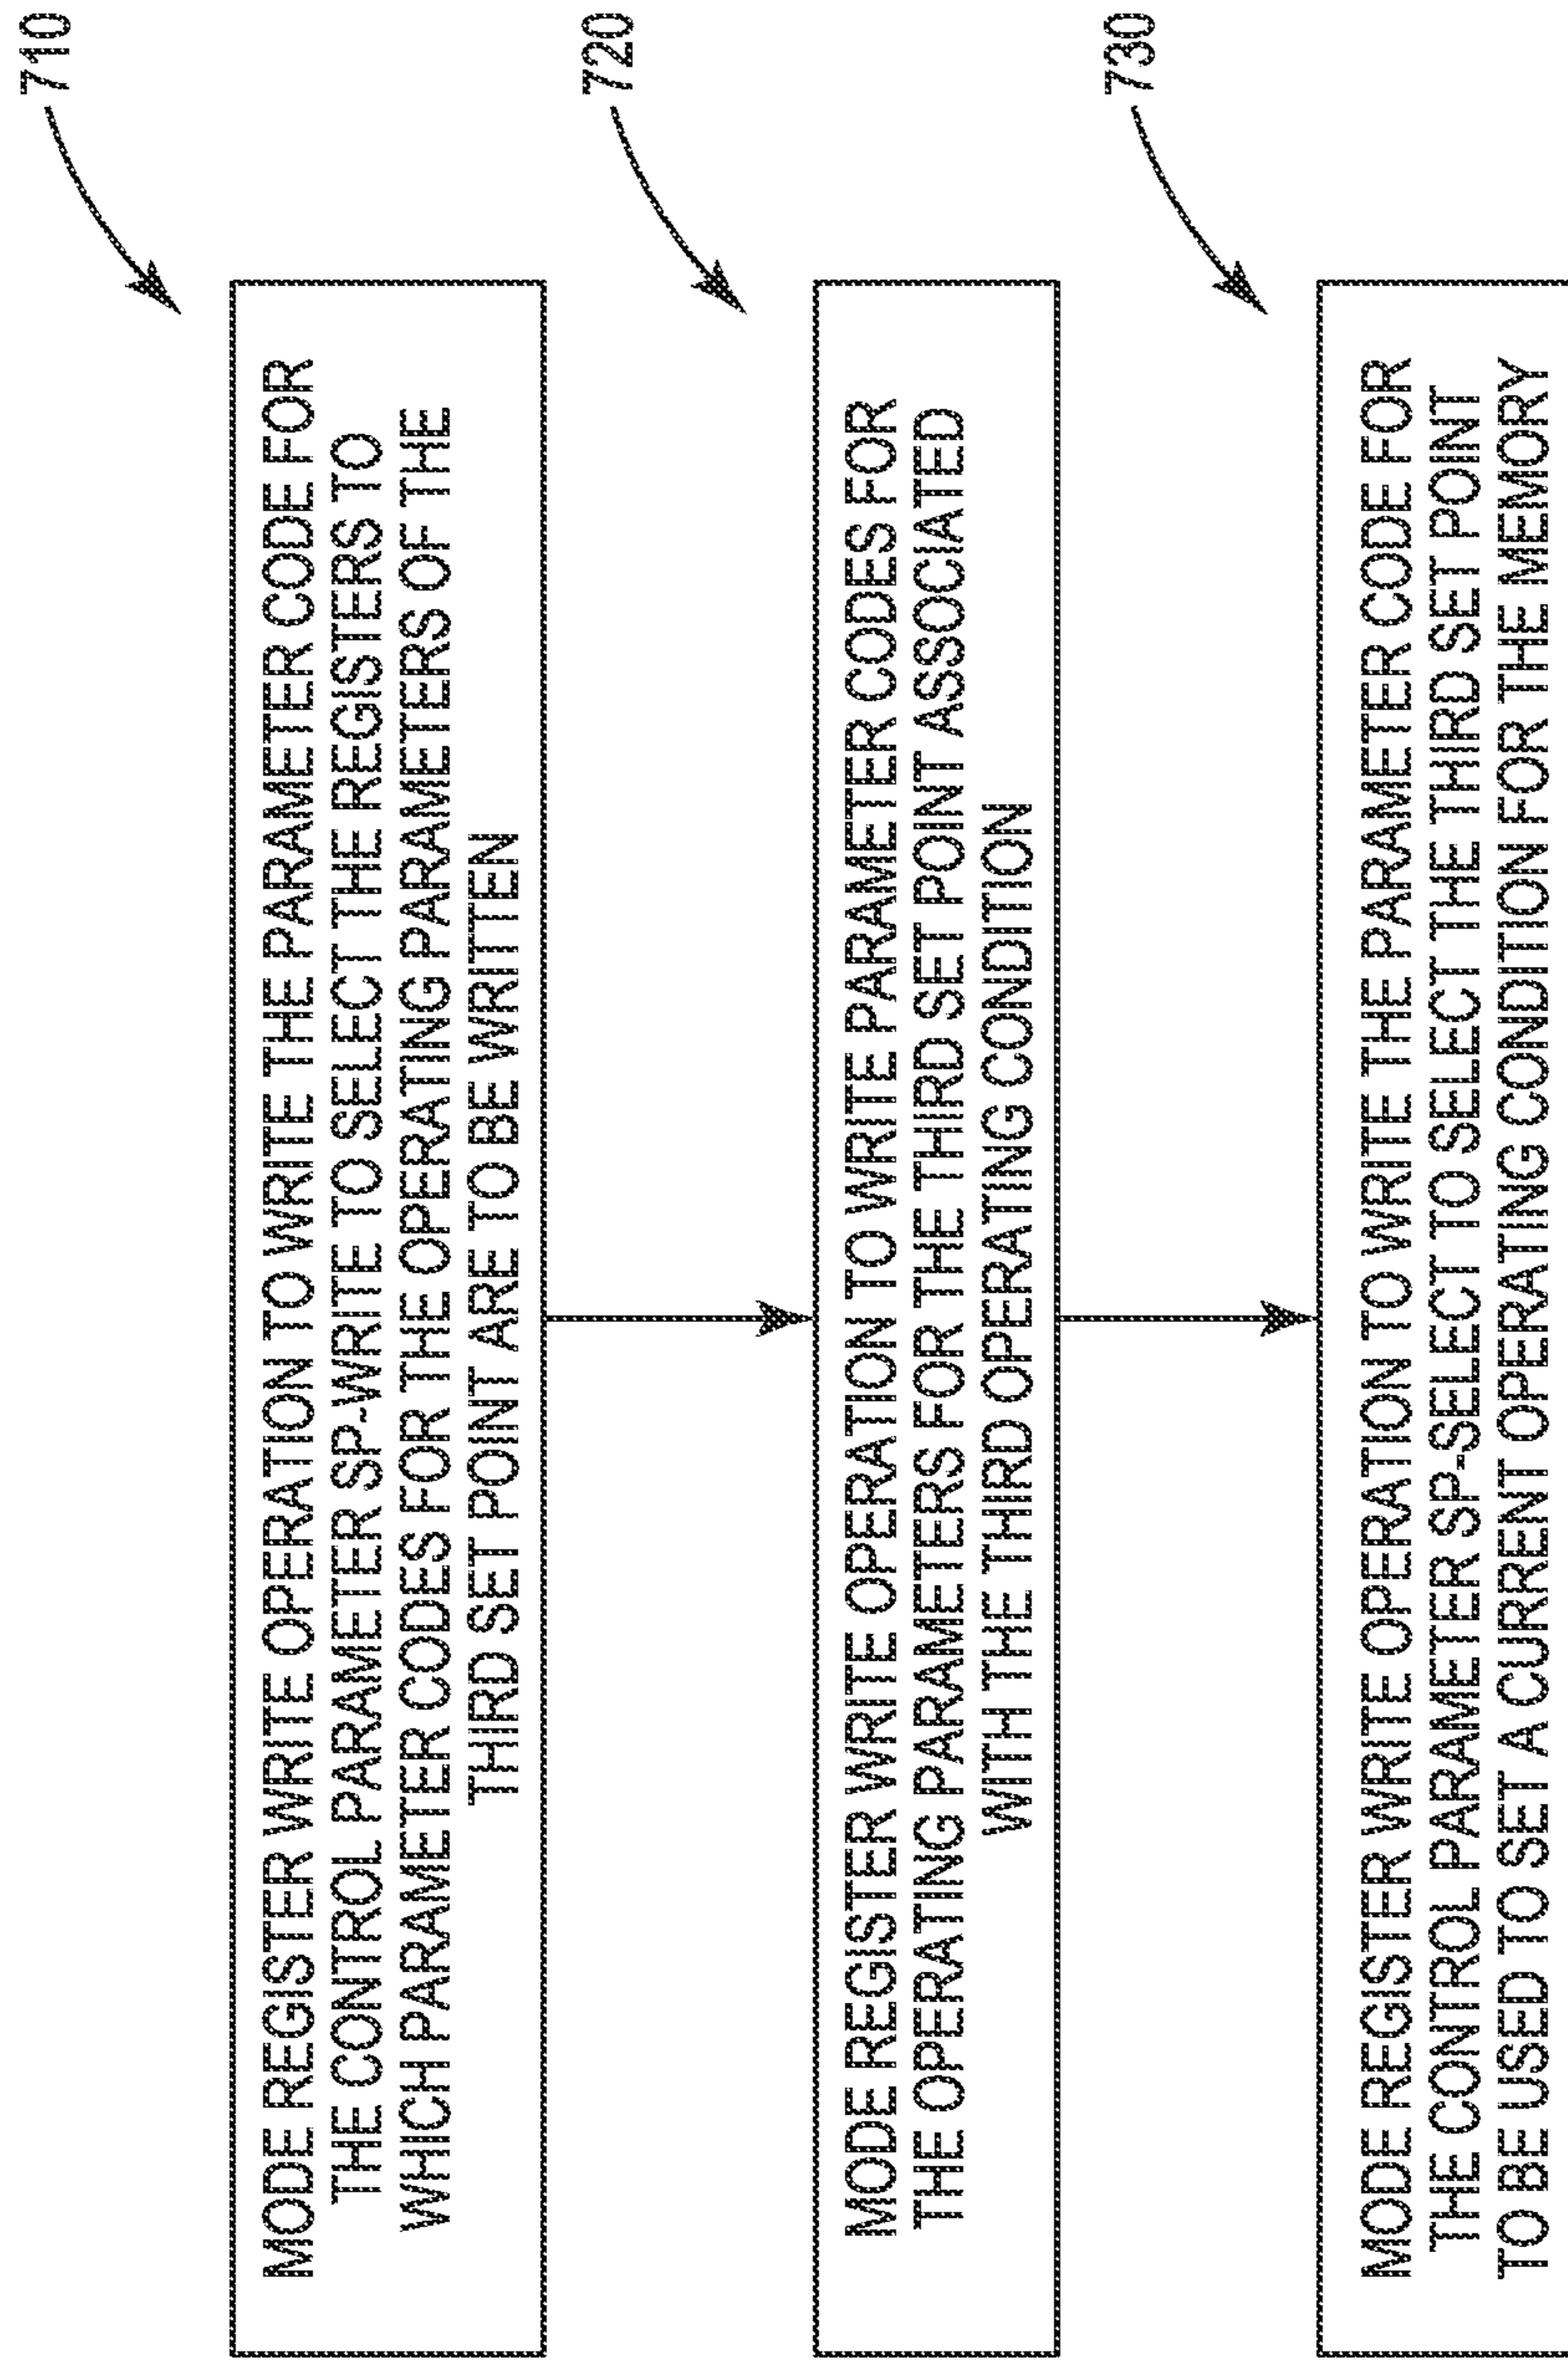 710
MODE REGISTER WRITE OPERATION TO WRITE THE PARAMETER CODE FOR
THE CONTROL PARAMETER SP-WRITE TO SELECT THE REGISTERS TO
WHICH PARAMETER CODES FOR THE OPERATING PARAMETERS OF THE
THIRD SET POINT ARE TO BE WRITTEN
720
MODE REGISTER WRITE OPERATION TO WRITE PARAMETER CODES FOR
THE OPERATING PARAMETERS FOR THE THIRD SET POINT ASSOCIATED
WITH THE THIRD OPERATING CONDITION
730
MODE REGISTER WRITE OPERATION TO WRITE THE PARAMETER CODE FOR
THE CONTROL PARAMETER SP-SELECT TO SELECT THE THIRD SET POINT
TO BE USED TO SET A CURRENT OPERATING CONDITION FOR THE MEMORY